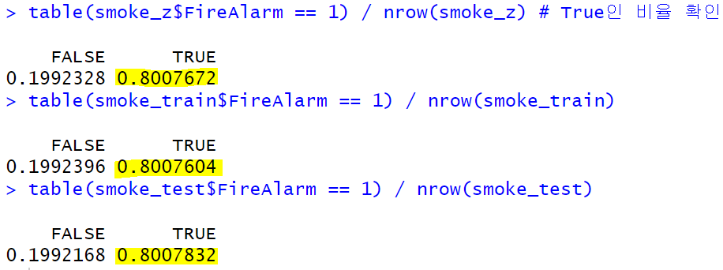 > table(smoke_z$FireAlarm == 1) / nrow(smoke_z) # True인 비율 확인
FALSE TRUE
0.1992328 0.8007672
> table(smoke_train$FireAlarm == 1) / nrow(smoke_train)
FALSE TRUE
0.1992396 0.8007604
> table(smoke_test$FireAlarm == 1) / nrow(smoke_test)
FALSE TRUE
0.1992168 0.8007832